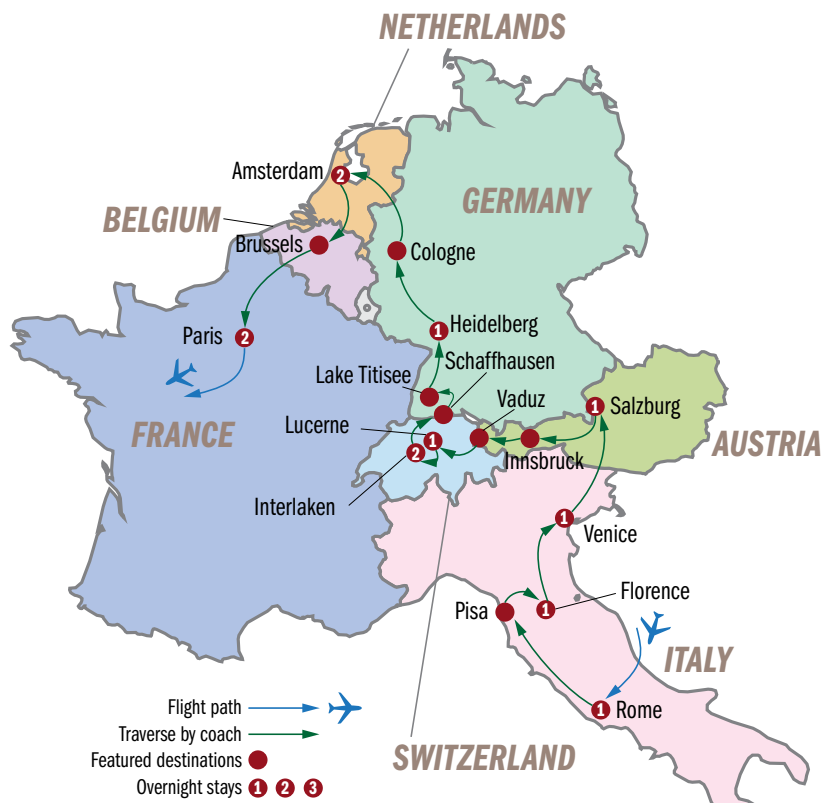 NETHERLANDS
Amsterdam
2
GERMANY
BELGIUM
Brussels
Cologne
Paris
2
1
Heidelberg
Schaffhausen
Lake Titisee
Vaduz
1
Salzburg
FRANCE
Lucerne
1
2
Innsbruck
AUSTRIA
Interlaken
1
Venice
Florence
Pisa
1
ITALY
Flight path
1
Rome
Traverse by coach
Featured destinations
SWITZERLAND
Overnight stays 1 2 3